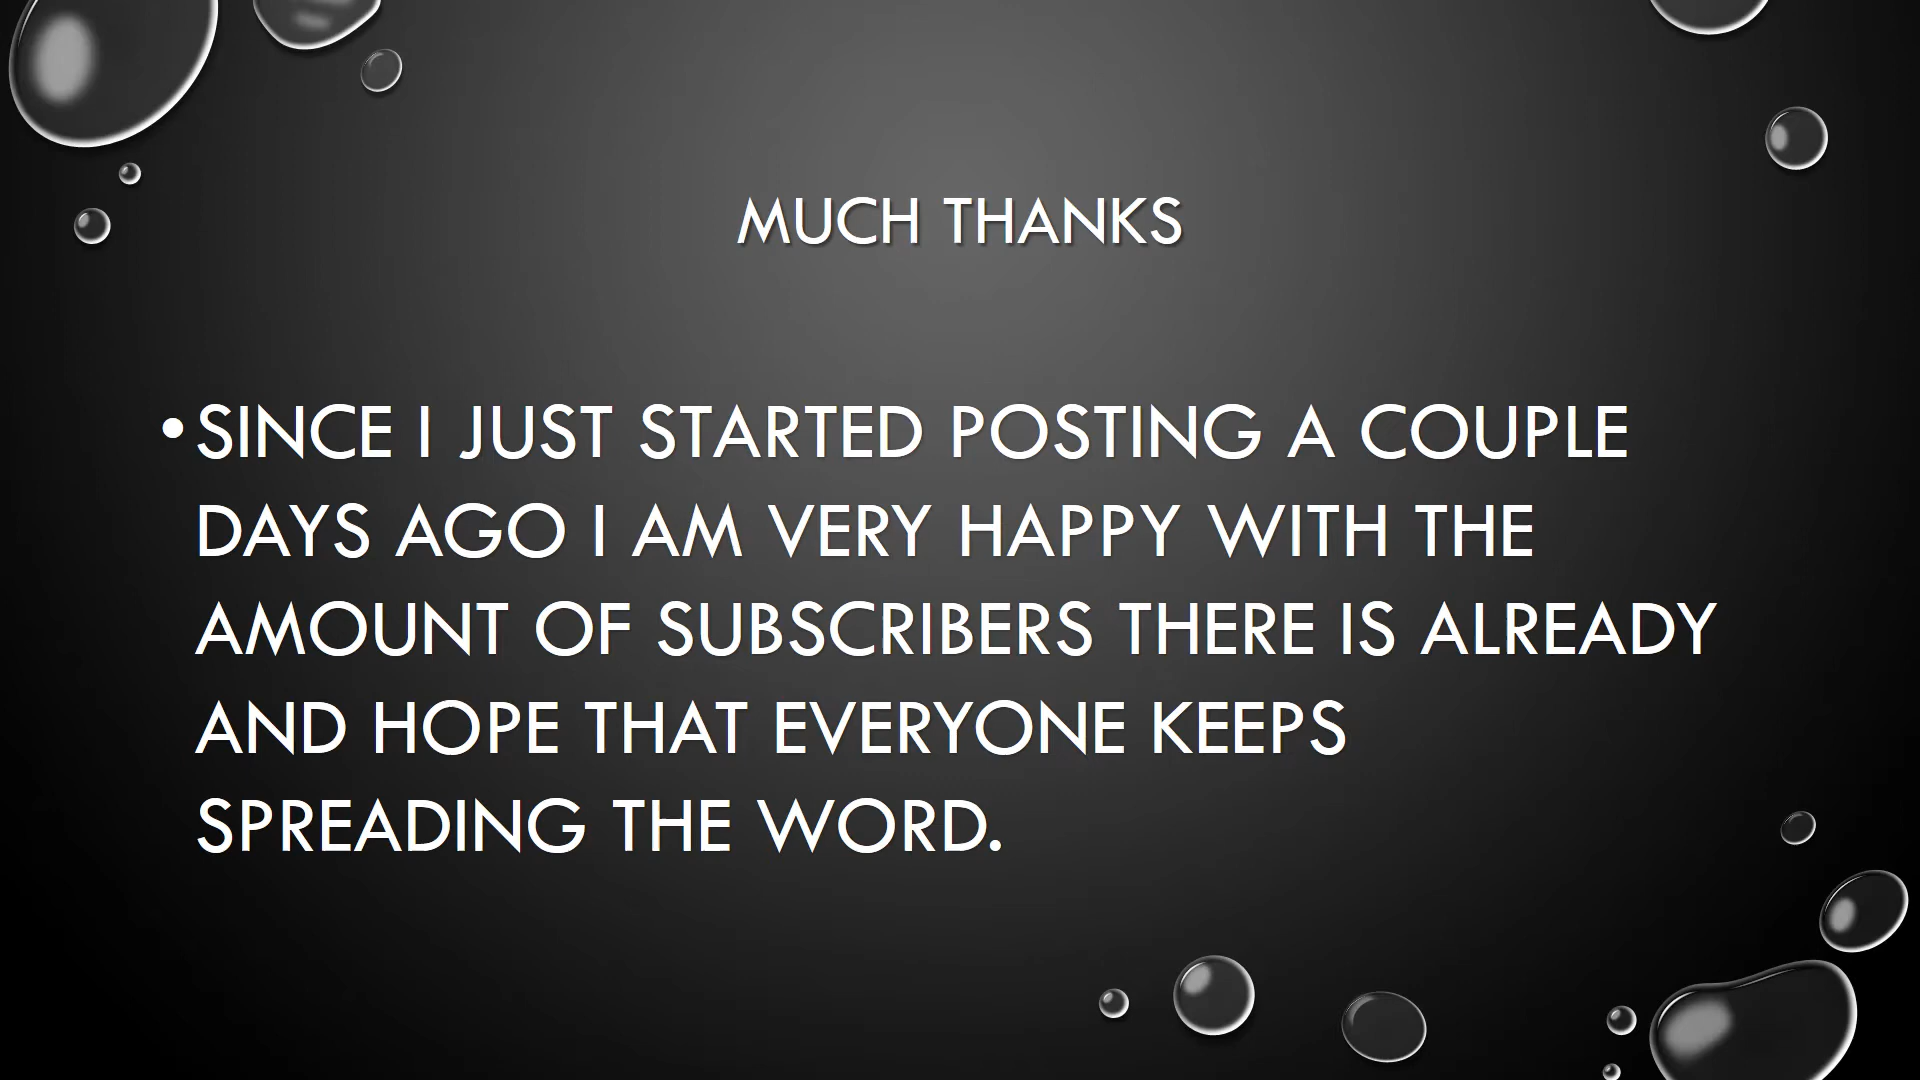 MUCH THANKS
• SINCE I JUST STARTED POSTING A COUPLE
DAYS AGO I AM VERY HAPPY WITH THE
AMOUNT OF SUBSCRIBERS THERE IS ALREADY
AND HOPE THAT EVERYONE KEEPS
SPREADING THE WORD.